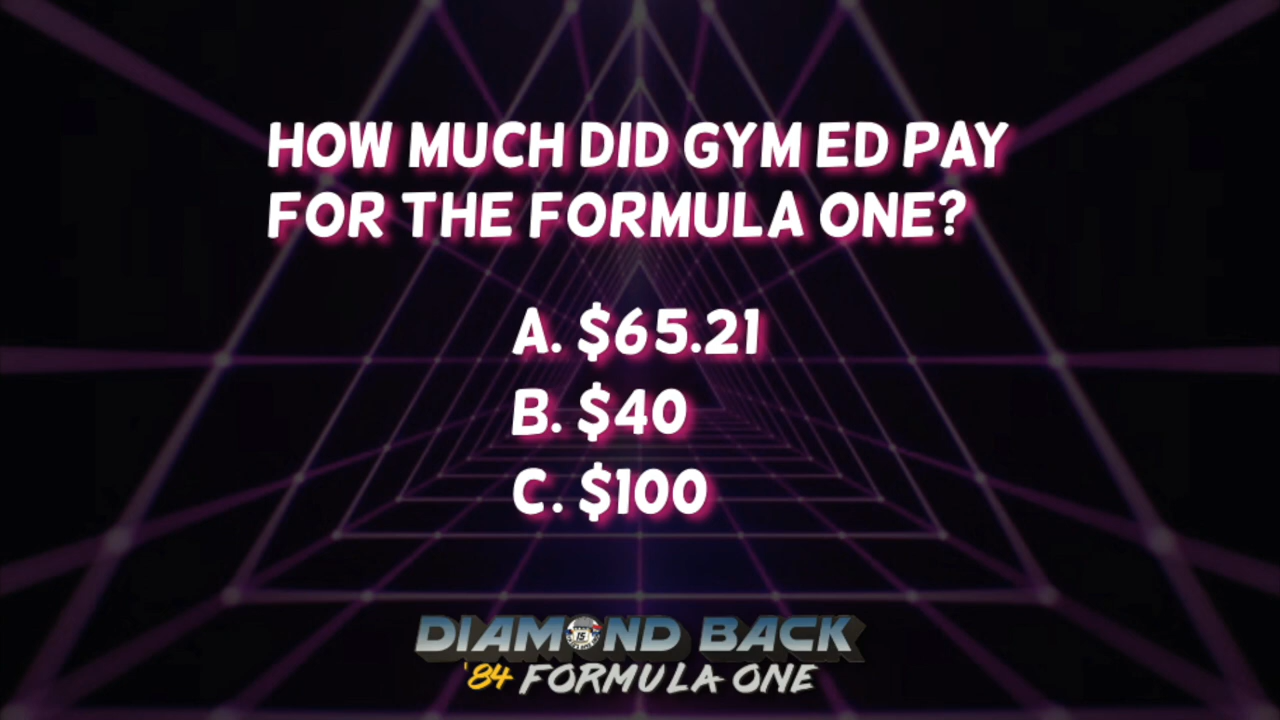 HOW MUCH DID GYM ED PAY
FOR THE FORMULA ONE?
A. $65.21
B. $40
C. $100
DIAMOND BACK
'84 FORMULA ONE